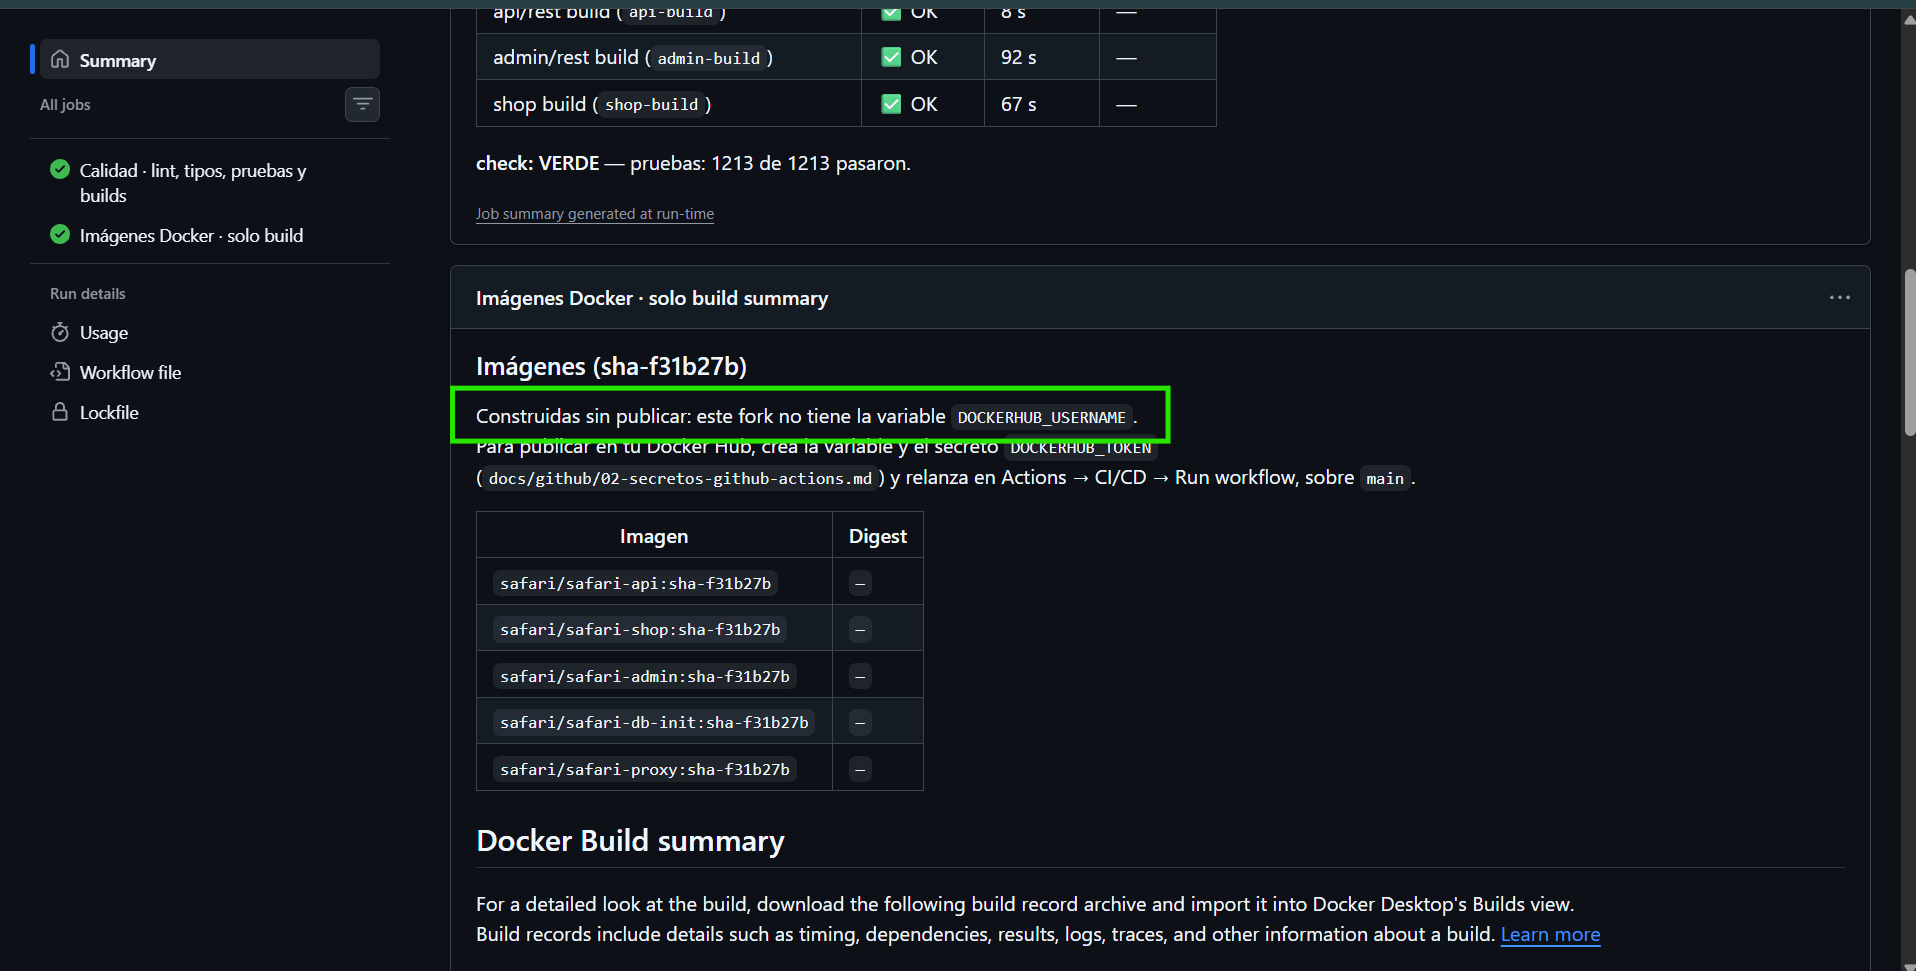 Summary
All jobs
Calidad · lint, tipos, pruebas y
builds
Imágenes Docker · solo build
Run details
Usage
Workflow file
Lockfile
api/rest build (api-build) ✅ OK 8 s —
admin/rest build (admin-build) ✅ OK 92 s —
shop build (shop-build) ✅ OK 67 s —
check: VERDE — pruebas: 1213 de 1213 pasaron.
Job summary generated at run-time
Imágenes Docker · solo build summary
Imágenes (sha-f31b27b)
Construidas sin publicar: este fork no tiene la variable DOCKERHUB_USERNAME.
Para publicar en tu Docker Hub, crea la variable y el secreto DOCKERHUB_TOKEN
(docs/github/02-secretos-github-actions.md) y relanza en Actions → CI/CD → Run workflow, sobre main.
Imagen Digest
safari/safari-api:sha-f31b27b —
safari/safari-shop:sha-f31b27b —
safari/safari-admin:sha-f31b27b —
safari/safari-db-init:sha-f31b27b —
safari/safari-proxy:sha-f31b27b —
Docker Build summary
For a detailed look at the build, download the following build record archive and import it into Docker Desktop's Builds view.
Build records include details such as timing, dependencies, results, logs, traces, and other information about a build. Learn more